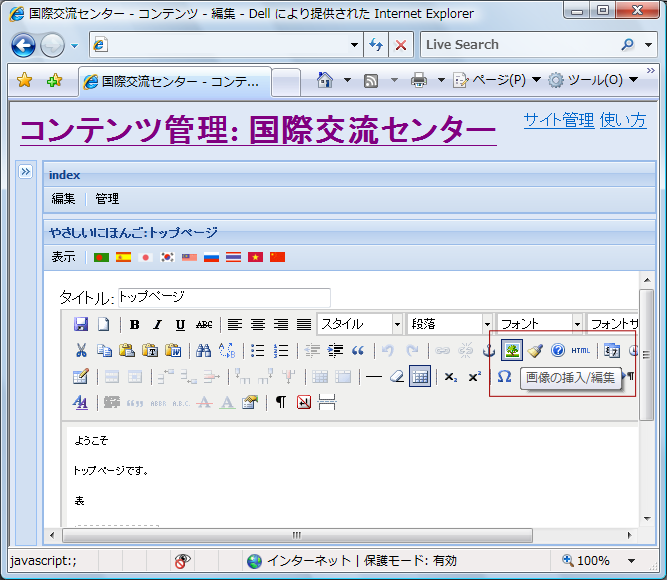 国際交流センター - コンテンツ - 編集 - Dell により提供された Internet Explorer
Live Search
国際交流センター - コンテ...
ページ(P)
ツール(O)
»
コンテンツ管理: 国際交流センター
サイト管理 使い方
index
編集 管理
やさしいにほんご:トップページ
表示
タイトル: トップページ
B I U ABC スタイル 段落 フォント フォントサ
HTML
画像の挿入/編集
ようこそ
トップページです。
表
javascript:;
インターネット | 保護モード: 有効
100%